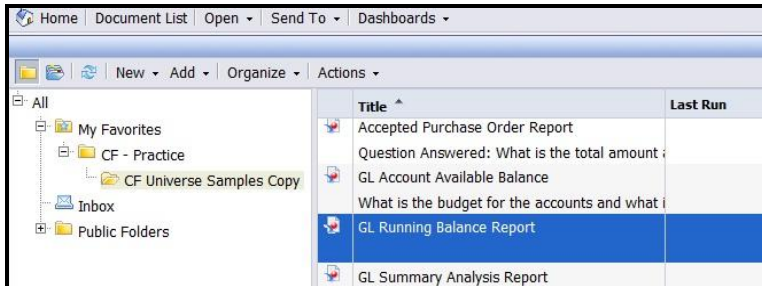 Home Document List Open Send To Dashboards
New Add Organize Actions
All
My Favorites
CF - Practice
CF Universe Samples Copy
Inbox
Public Folders
Title Last Run
Accepted Purchase Order Report
Question Answered: What is the total amount
GL Account Available Balance
What is the budget for the accounts and what
GL Running Balance Report
GL Summary Analysis Report